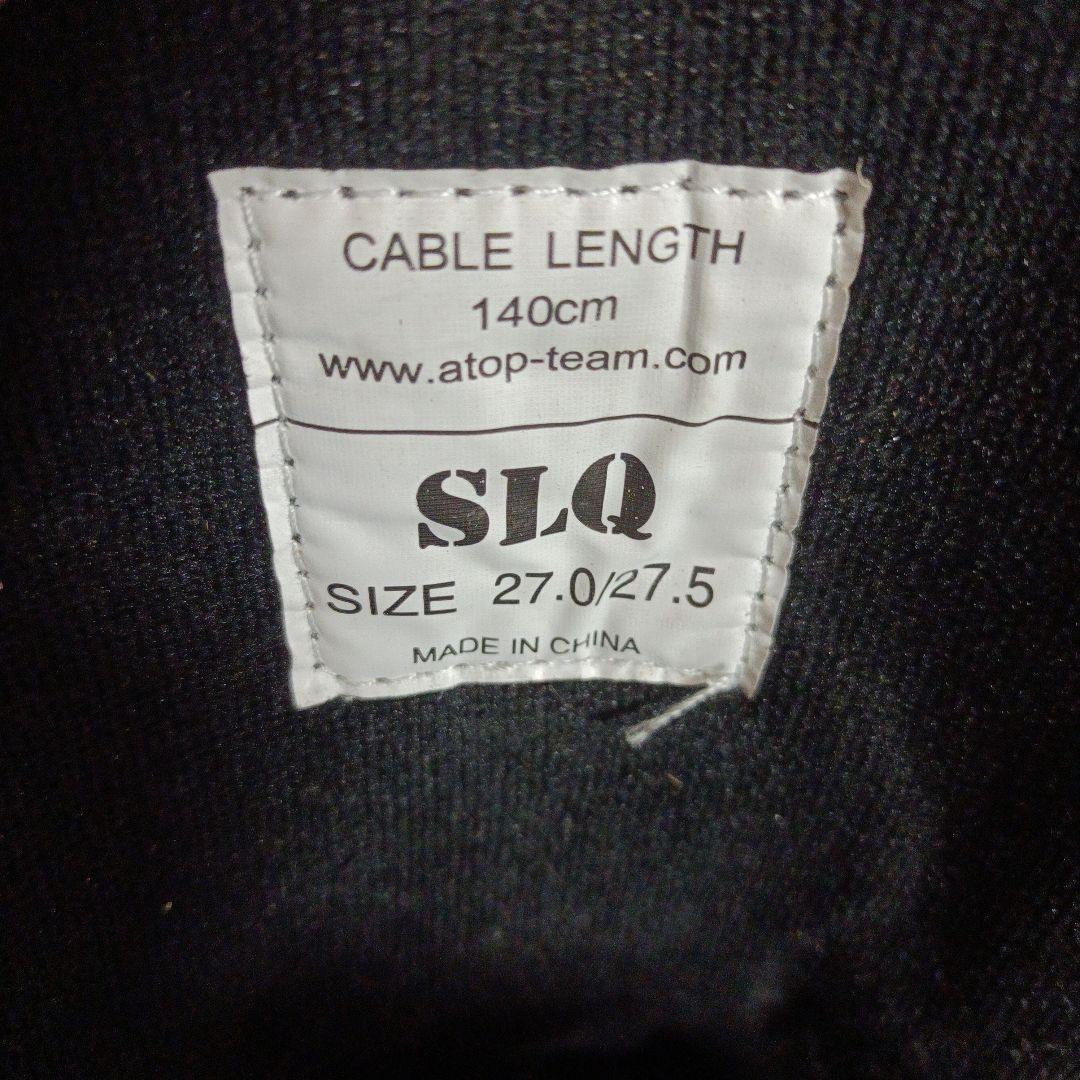 CABLE LENGTH
140cm
www.atop-team.com
SLQ
SIZE 27.0/27.5
MADE IN CHINA